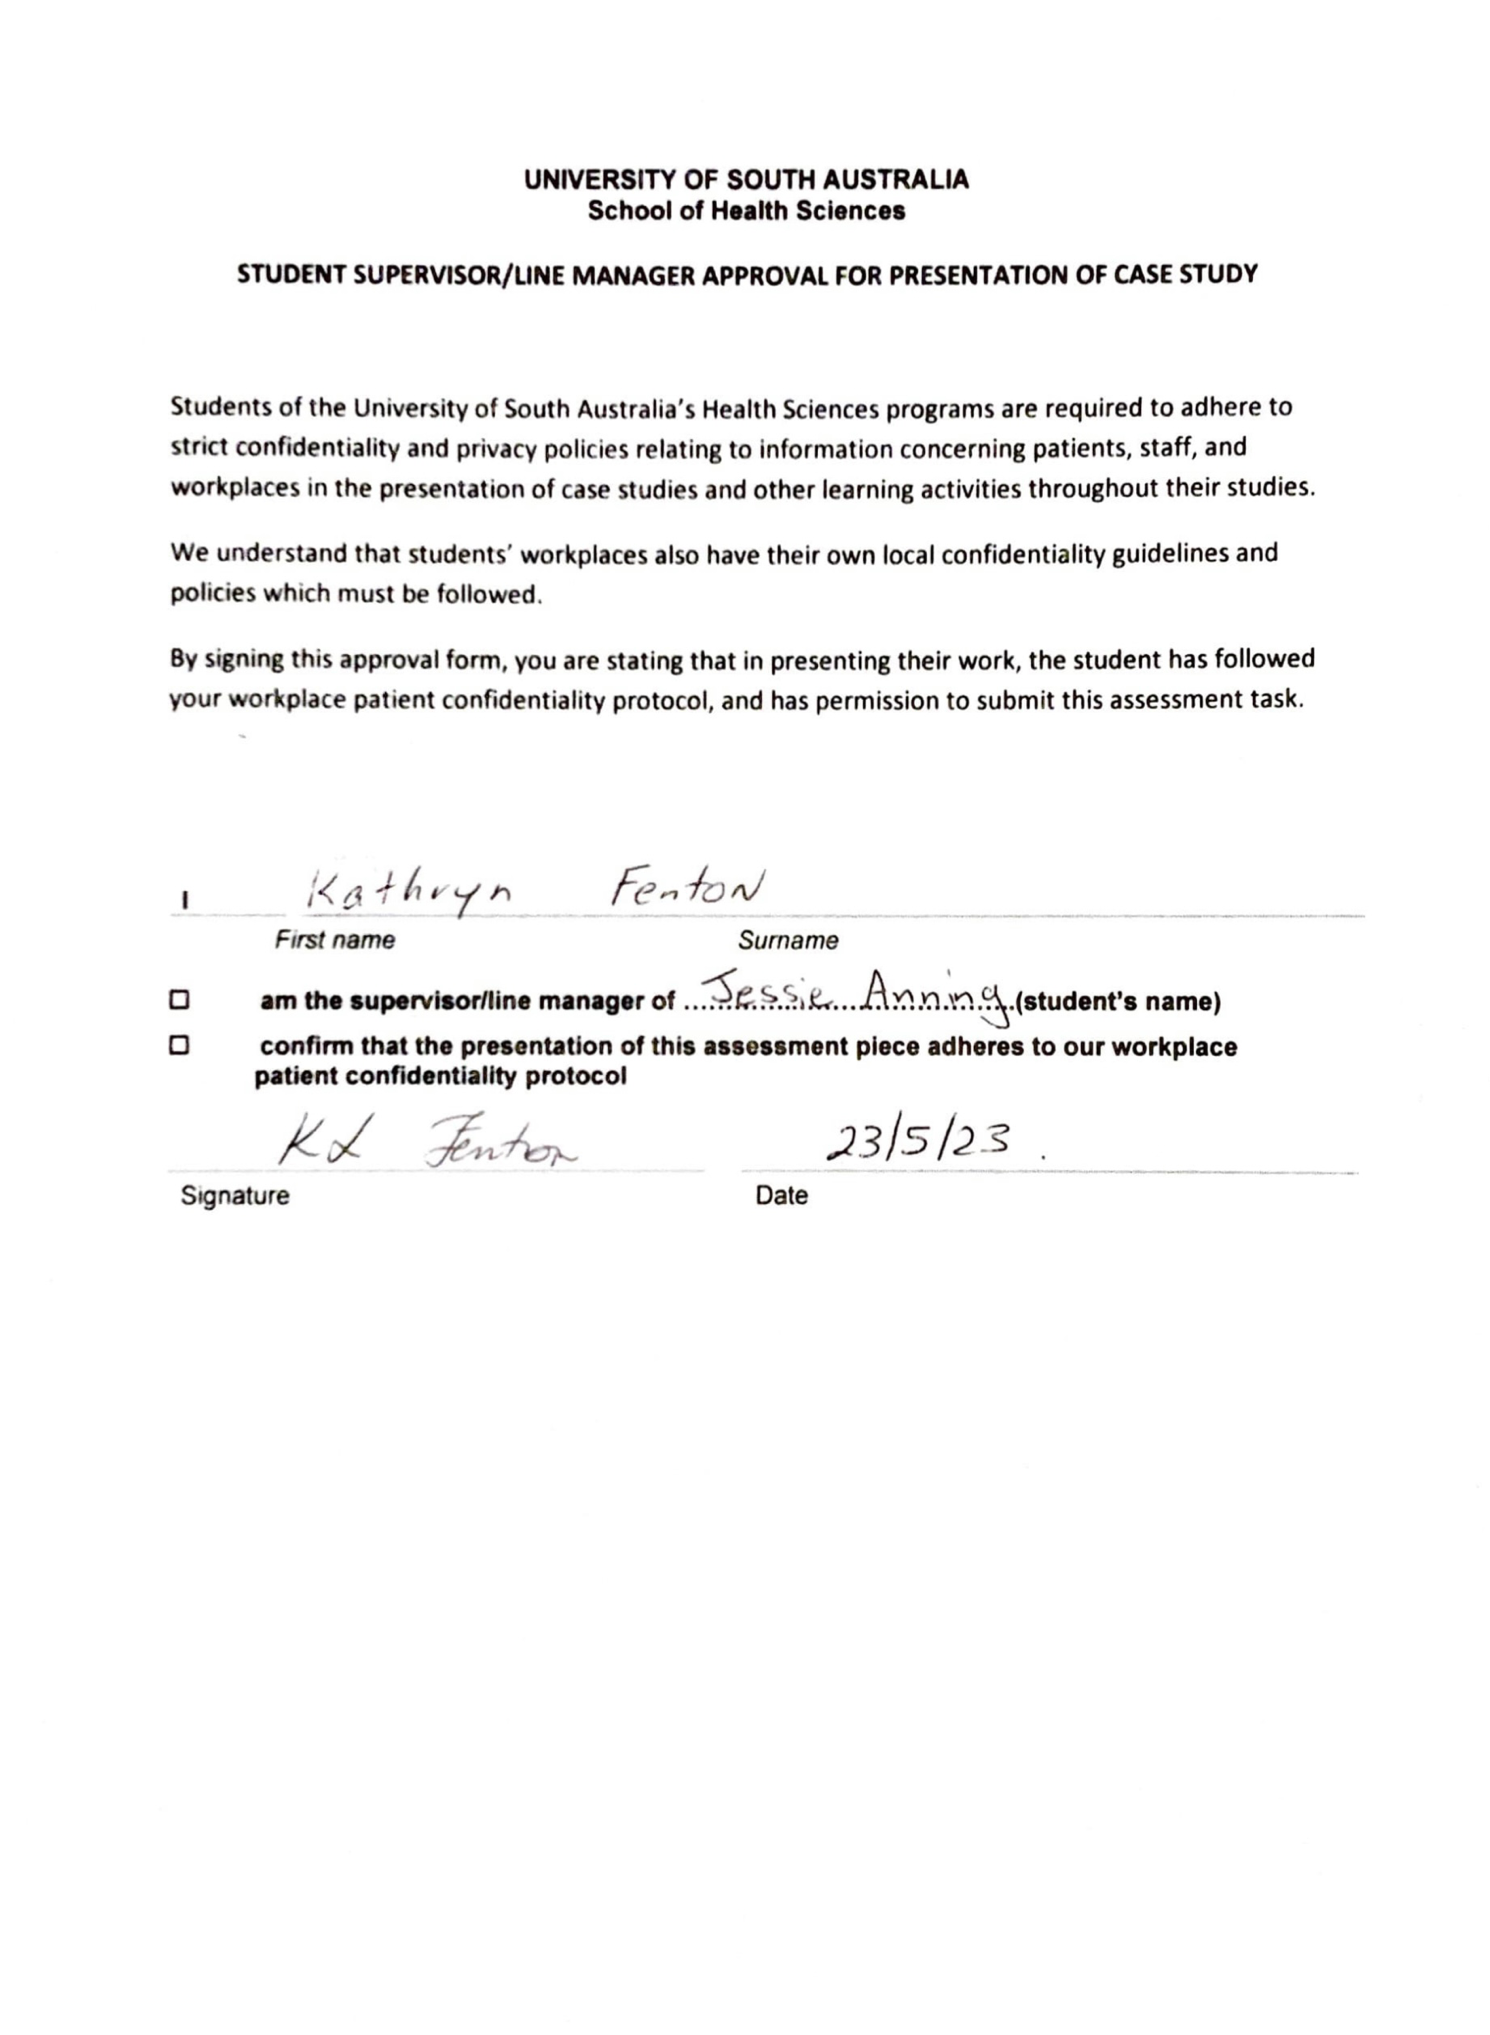 UNIVERSITY OF SOUTH AUSTRALIA
School of Health Sciences
STUDENT SUPERVISOR/LINE MANAGER APPROVAL FOR PRESENTATION OF CASE STUDY
Students of the University of South Australia's Health Sciences programs are required to adhere to
strict confidentiality and privacy policies relating to information concerning patients, staff, and
workplaces in the presentation of case studies and other learning activities throughout their studies.
We understand that students' workplaces also have their own local confidentiality guidelines and
policies which must be followed.
By signing this approval form, you are stating that in presenting their work, the student has followed
your workplace patient confidentiality protocol, and has permission to submit this assessment task.
I Kathryn Fenton
First name Surname
☐ am the supervisor/line manager of ......Jessie Anning......(student's name)
☐ confirm that the presentation of this assessment piece adheres to our workplace
patient confidentiality protocol
KL Fenton 23/5/23.
Signature Date